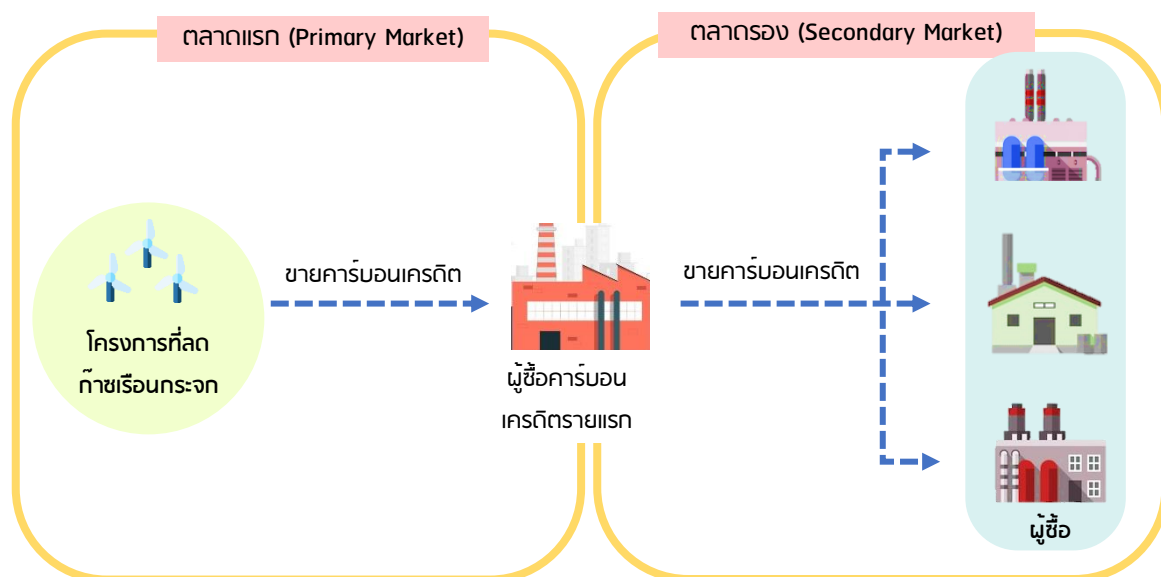 ตลาดแรก (Primary Market)
ตลาดรอง (Secondary Market)
ขายคาร์บอนเครดิต
ขายคาร์บอนเครดิต
โครงการที่ลด
ก๊าซเรือนกระจก
ผู้ซื้อคาร์บอน
เครดิตรายแรก
ผู้ซื้อ